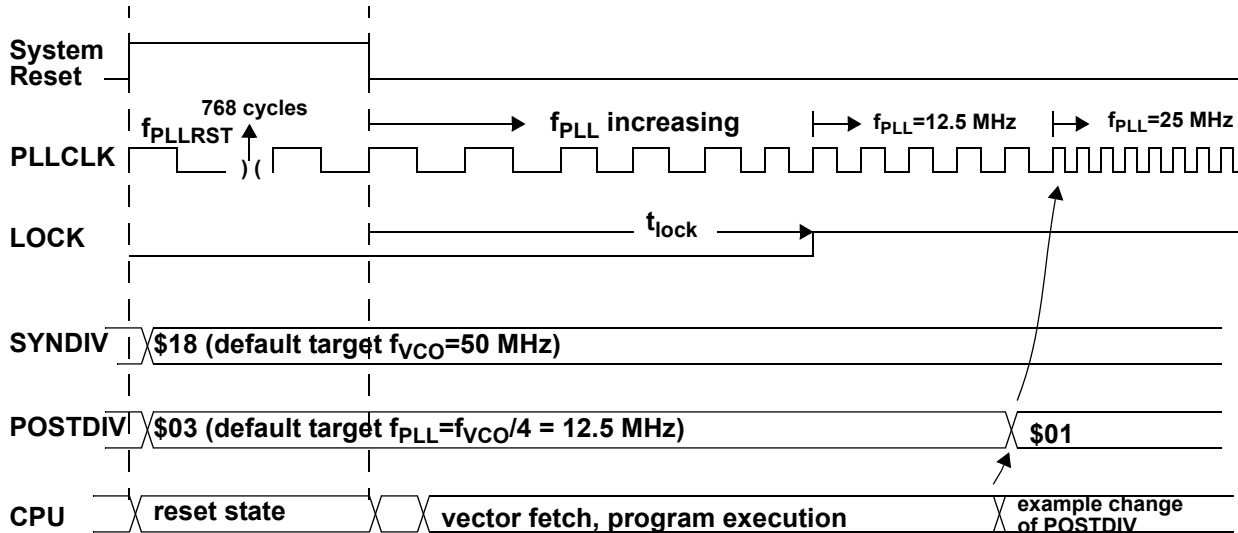 System
Reset
768 cycles
fPLLRST
fPLL increasing
fPLL=12.5 MHz
fPLL=25 MHz
PLLCLK
) (
tlock
LOCK
SYNDIV
$18 (default target fVCO=50 MHz)
POSTDIV
$03 (default target fPLL=fVCO/4 = 12.5 MHz)
$01
CPU
reset state
vector fetch, program execution
example change
of POSTDIV